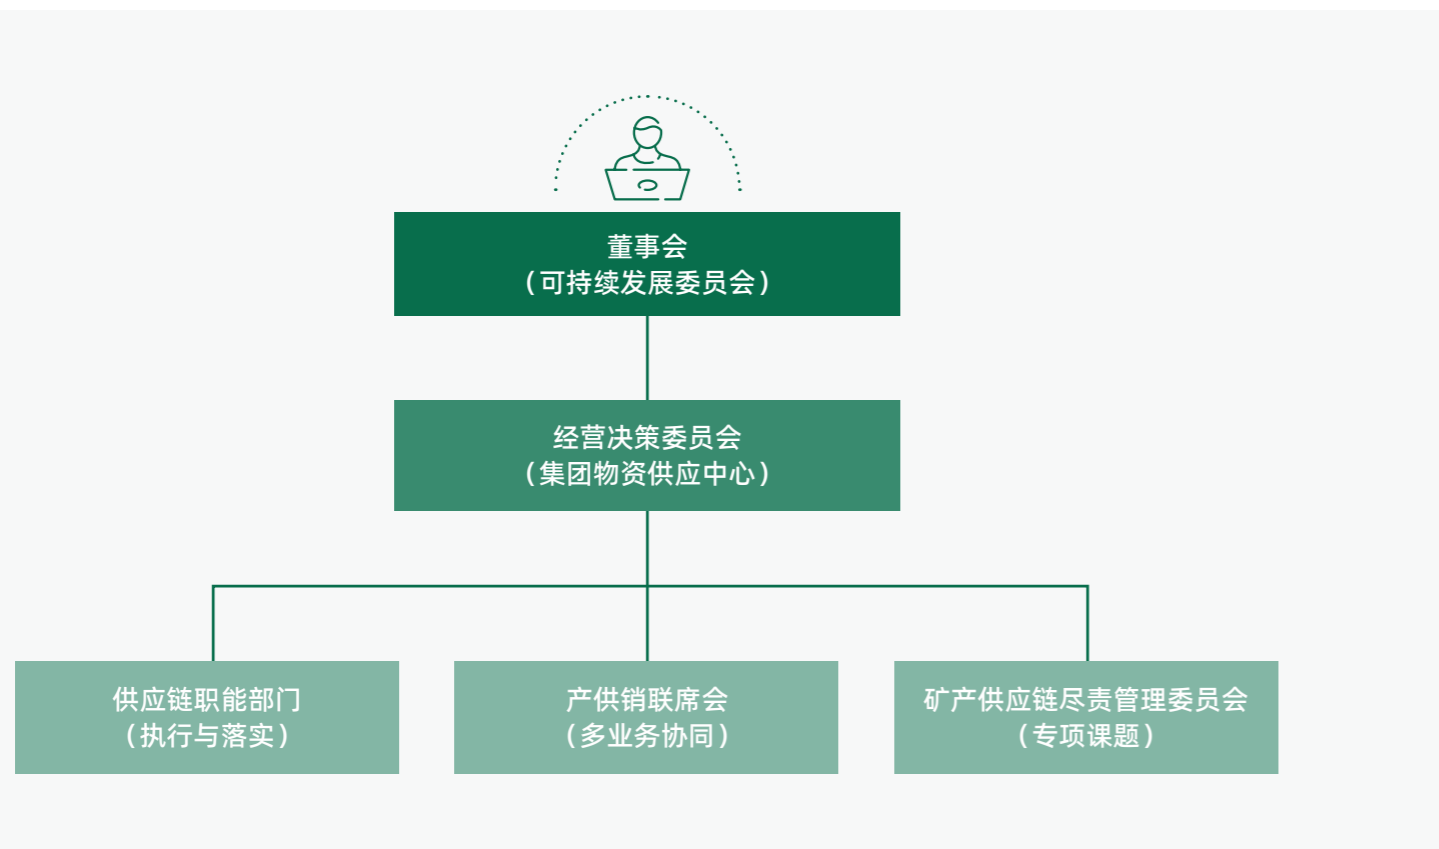 董事会
（可持续发展委员会）
经营决策委员会
（集团物资供应中心）
供应链职能部门
（执行与落实）
产供销联席会
（多业务协同）
矿产供应链尽责管理委员会
（专项课题）